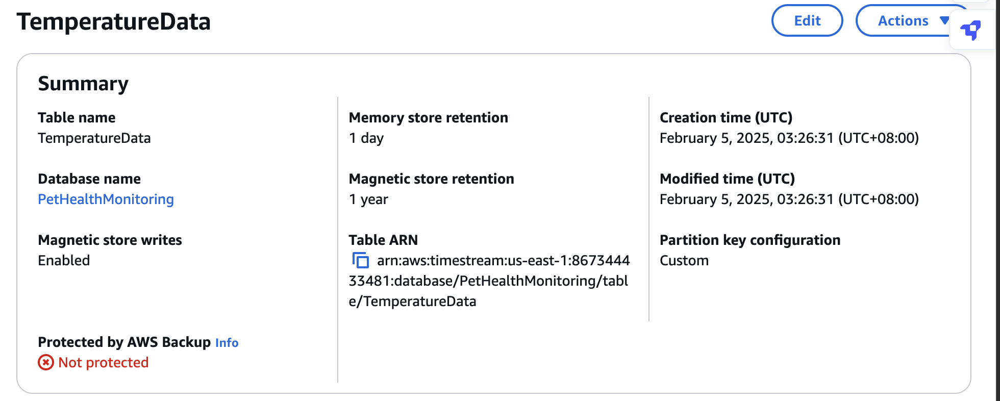 TemperatureData
Edit
Actions
Summary
Table name
TemperatureData
Database name
PetHealthMonitoring
Magnetic store writes
Enabled
Protected by AWS Backup Info
Not protected
Memory store retention
1 day
Magnetic store retention
1 year
Table ARN
arn:aws:timestream:us-east-1:8673444
33481:database/PetHealthMonitoring/tabl
e/TemperatureData
Creation time (UTC)
February 5, 2025, 03:26:31 (UTC+08:00)
Modified time (UTC)
February 5, 2025, 03:26:31 (UTC+08:00)
Partition key configuration
Custom